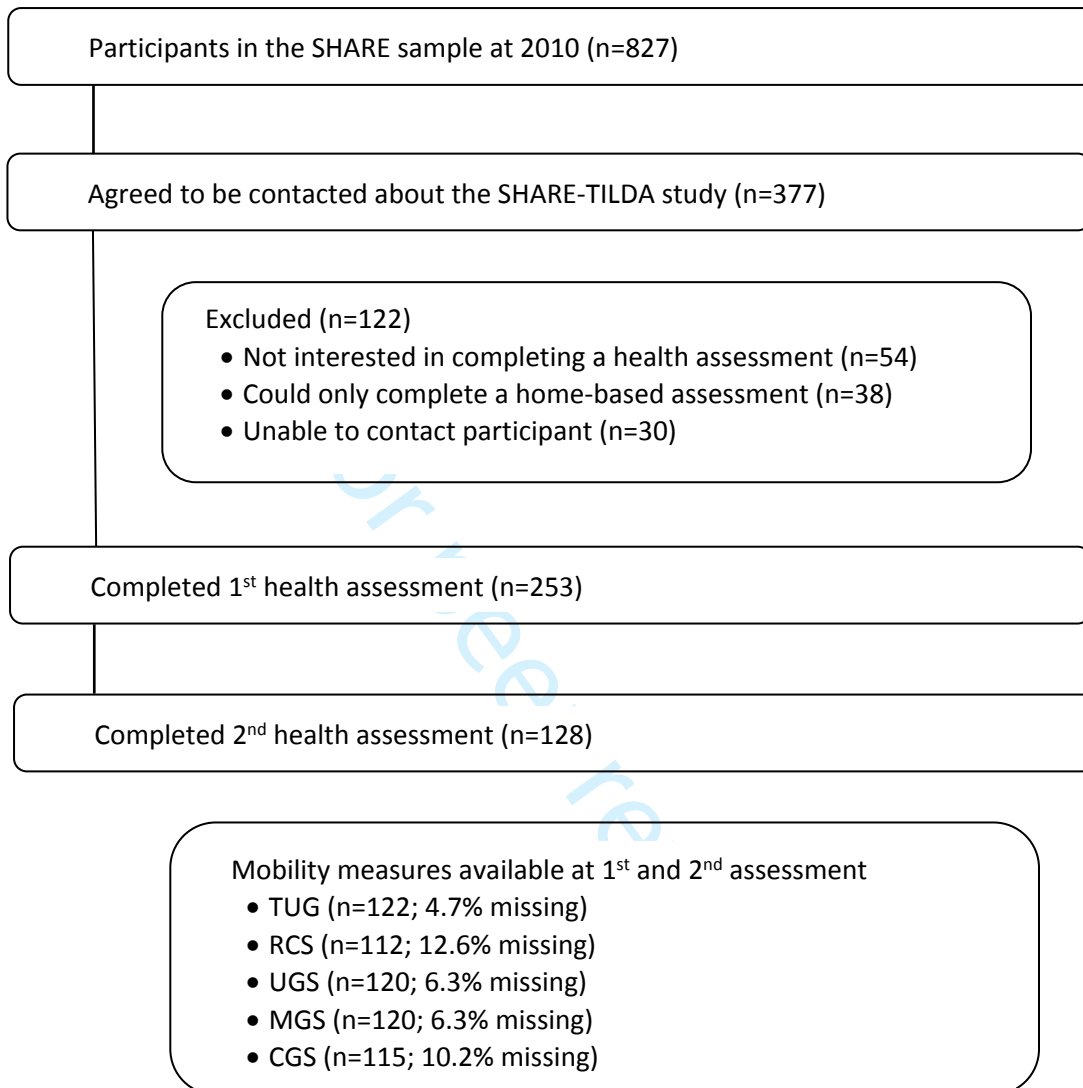 Participants in the SHARE sample at 2010 (n=827)
Agreed to be contacted about the SHARE-TILDA study (n=377)
Excluded (n=122)
• Not interested in completing a health assessment (n=54)
• Could only complete a home-based assessment (n=38)
• Unable to contact participant (n=30)
Completed 1st health assessment (n=253)
Completed 2nd health assessment (n=128)
Mobility measures available at 1st and 2nd assessment
• TUG (n=122; 4.7% missing)
• RCS (n=112; 12.6% missing)
• UGS (n=120; 6.3% missing)
• MGS (n=120; 6.3% missing)
• CGS (n=115; 10.2% missing)